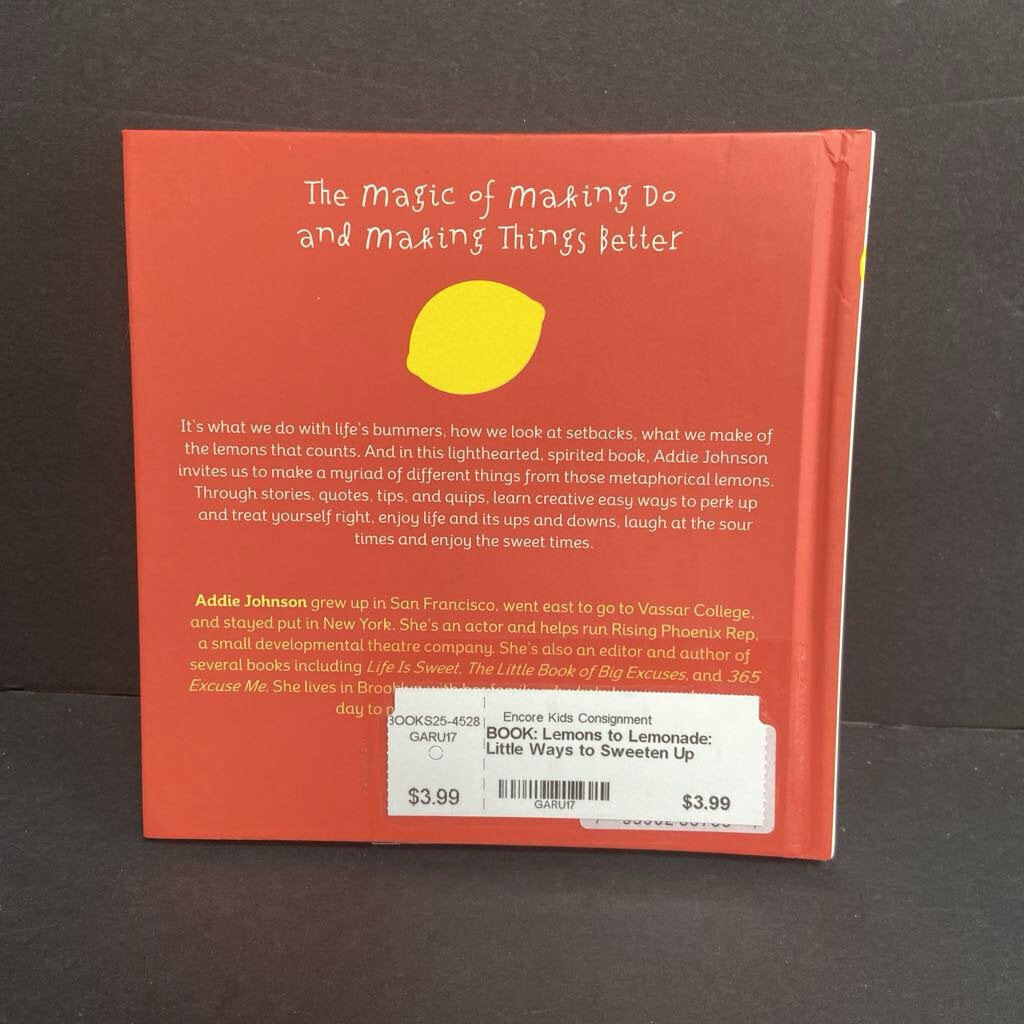 The Magic of Making Do
and Making Things Better
It's what we do with life's bummers, how we look at setbacks, what we make of
the lemons that counts. And in this lighthearted, spirited book, Addie Johnson
invites us to make a myriad of different things from those metaphorical lemons.
Through stories, quotes, tips, and quips, learn creative easy ways to perk up
and treat yourself right, enjoy life and its ups and downs, laugh at the sour
times and enjoy the sweet times.
Addie Johnson grew up in San Francisco, went east to go to Vassar College,
and stayed put in New York. She's an actor and helps run Rising Phoenix Rep,
a small developmental theatre company. She's also an editor and author of
several books including Life Is Sweet, The Little Book of Big Excuses, and 365
Excuse Me. She lives in
day to
BOOKS25-4528
GARU17
$3.99
Encore Kids Consignment
BOOK: Lemons to Lemonade:
Little Ways to Sweeten Up
GARU17
$3.99